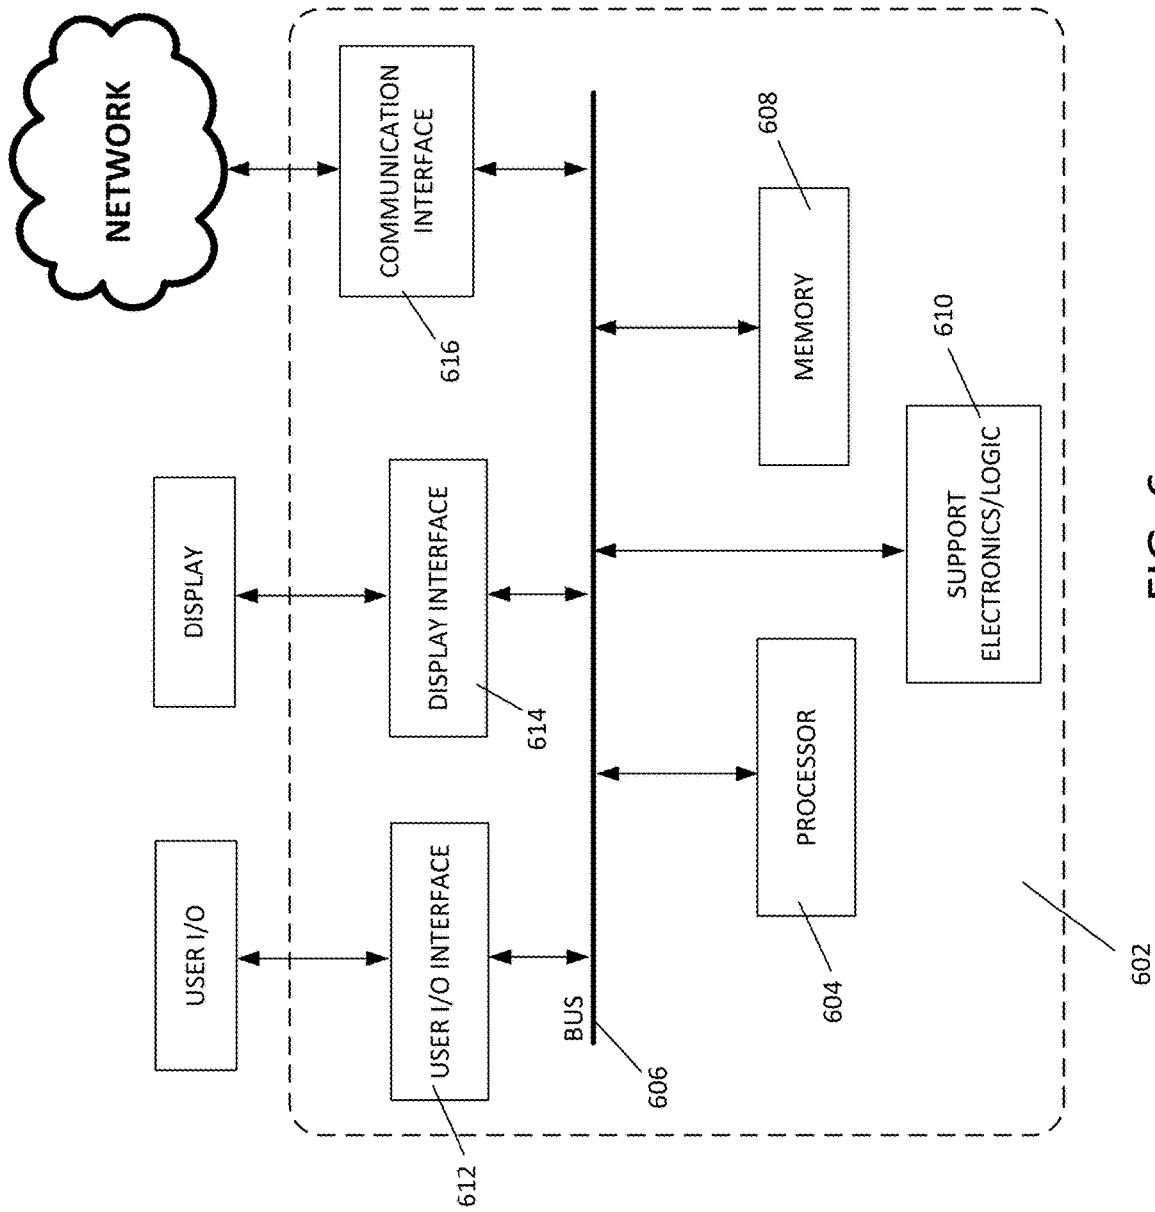 NETWORK
USER I/O
DISPLAY
612
USER I/O INTERFACE
DISPLAY INTERFACE
614
COMMUNICATION
INTERFACE
616
BUS
606
604
PROCESSOR
MEMORY
608
SUPPORT
ELECTRONICS/LOGIC
610
602